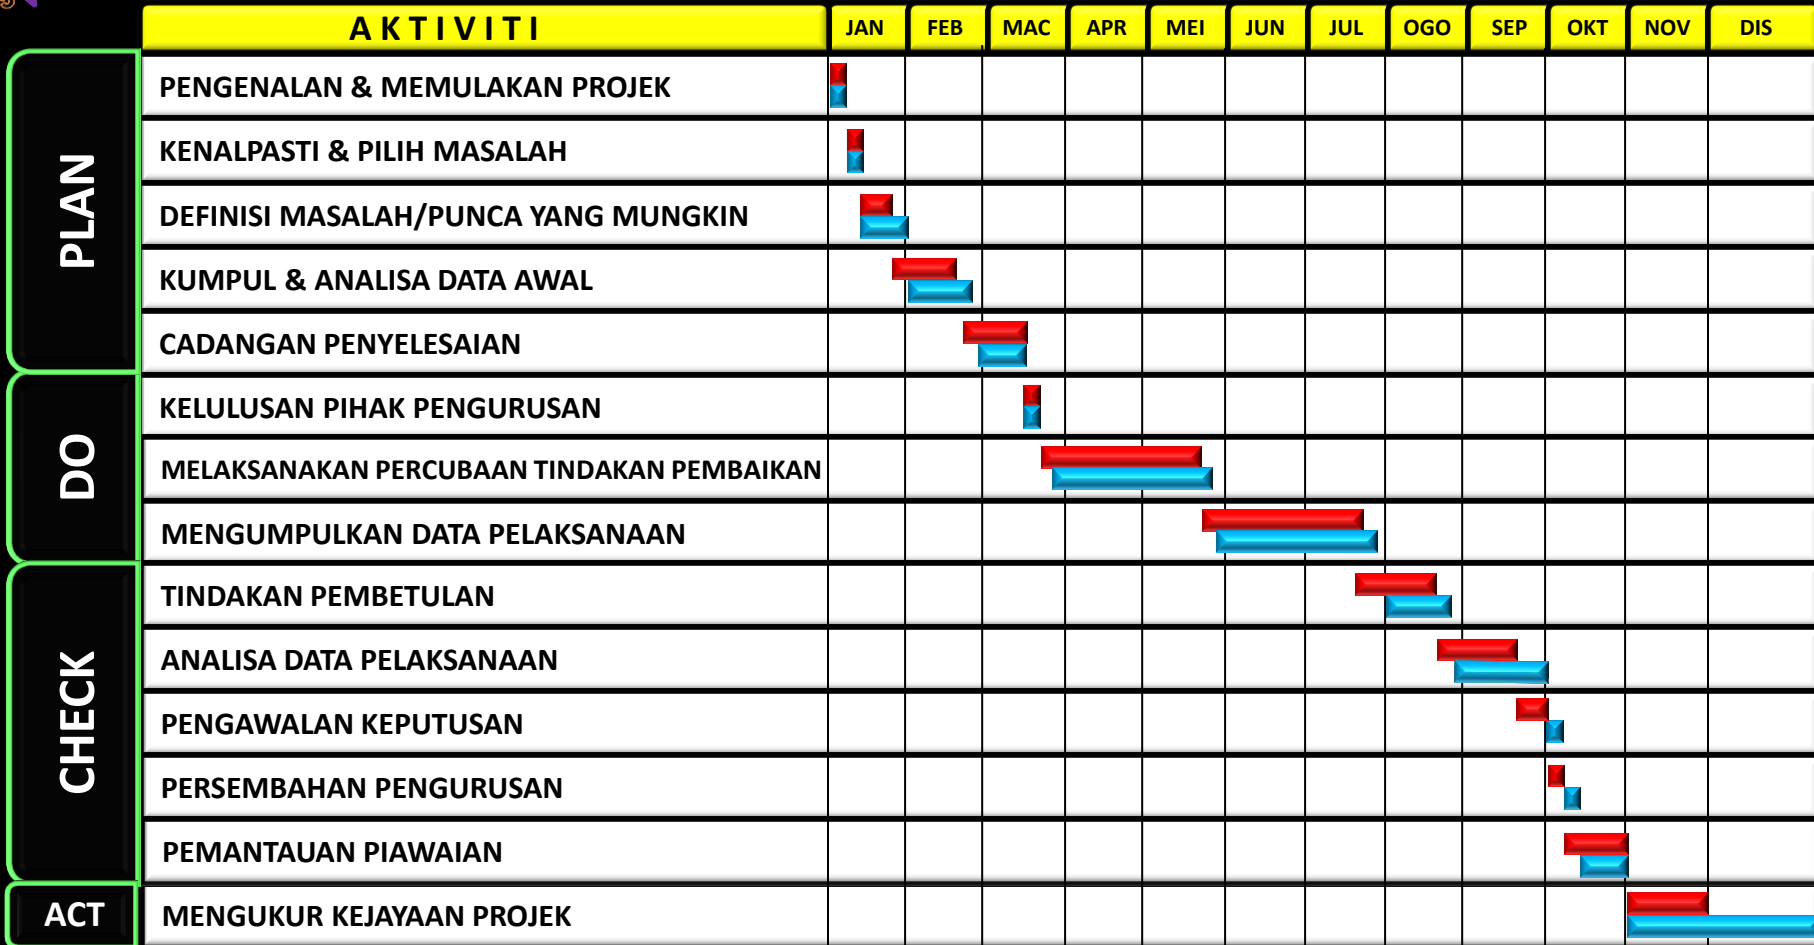 AKTIVITI JAN FEB MAC APR MEI JUN JUL OGO SEP OKT NOV DIS
PLAN
PENGENALAN & MEMULAKAN PROJEK
KENALPASTI & PILIH MASALAH
DEFINISI MASALAH/PUNCA YANG MUNGKIN
KUMPUL & ANALISA DATA AWAL
CADANGAN PENYELESAIAN
DO
KELULUSAN PIHAK PENGURUSAN
MELAKSANAKAN PERCUBAAN TINDAKAN PEMBAIKAN
MENGUMPULKAN DATA PELAKSANAAN
CHECK
TINDAKAN PEMBETULAN
ANALISA DATA PELAKSANAAN
PENGAWALAN KEPUTUSAN
PERSEMBAHAN PENGURUSAN
PEMANTAUAN PIAWAIAN
ACT
MENGUKUR KEJAYAAN PROJEK